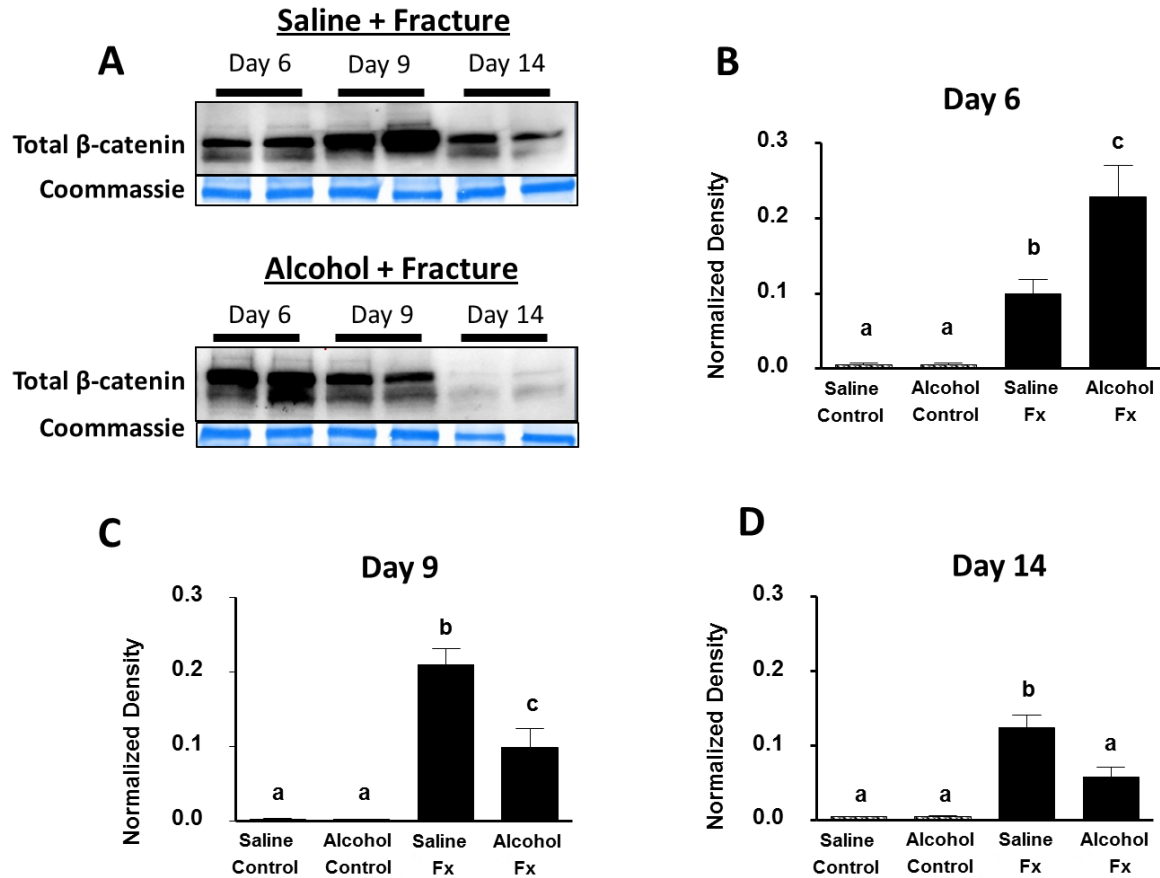 A
Saline + Fracture
Day 6 Day 9 Day 14
Total β-catenin
Coommassie
Alcohol + Fracture
Day 6 Day 9 Day 14
Total β-catenin
Coommassie
B
Day 6
Normalized Density
0.3
0.2
0.1
0.0
a a b c
Saline Alcohol Saline Alcohol
Control Control Fx Fx
C
Day 9
Normalized Density
0.3
0.2
0.1
0.0
a a b c
Saline Alcohol Saline Alcohol
Control Control Fx Fx
D
Day 14
Normalized Density
0.3
0.2
0.1
0.0
a a b a
Saline Alcohol Saline Alcohol
Control Control Fx Fx